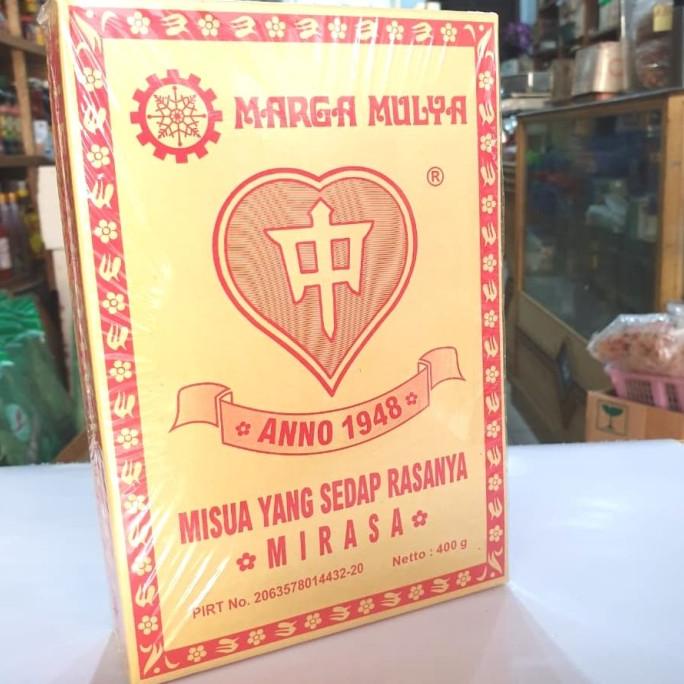 MARGA MULYA
®
中
ANNO 1948
MISUA YANG SEDAP RASANYA
MIRASA
Netto : 400 g
PIRT No. 2063578014432-20